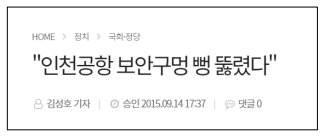 HOME > 정치 > 국회·정당
"인천공항 보안구멍 뻥 뚫렸다"
김성호 기자 | 승인 2015.09.14 17:37 | 댓글 0